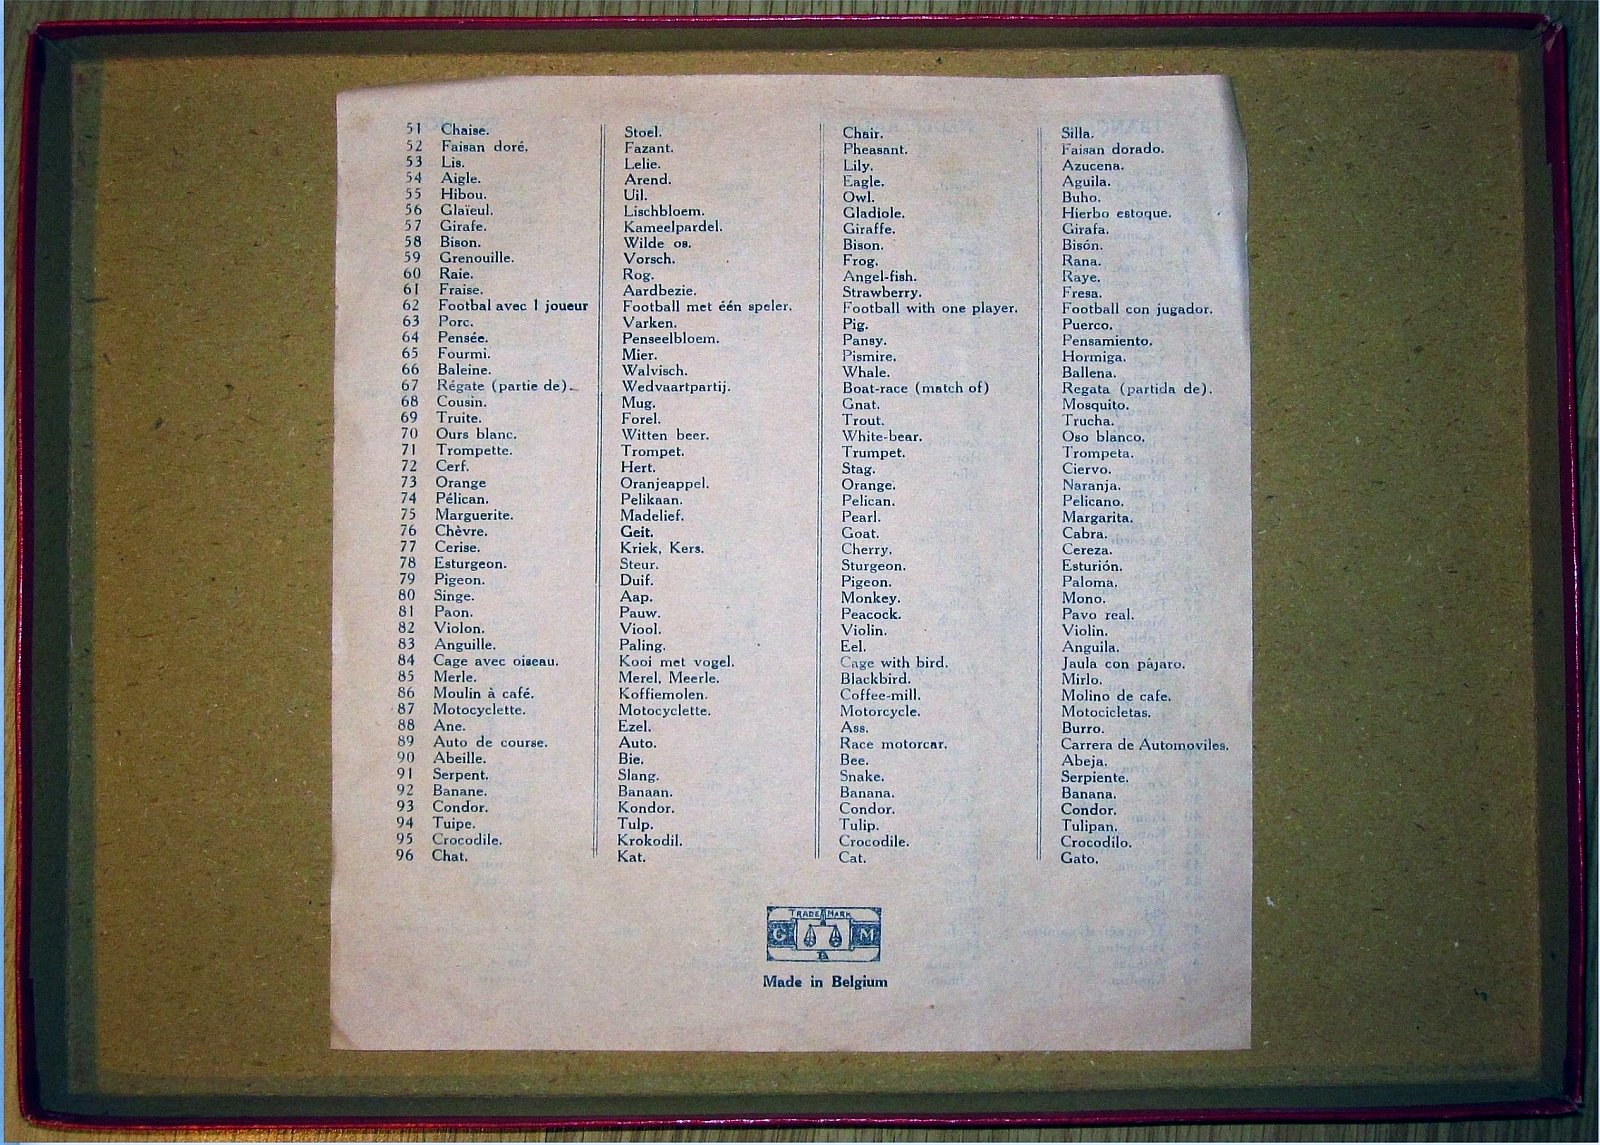 51 Chaise. Stoel. Chair. Silla.
52 Faisan doré. Fazant. Pheasant. Faisan dorado.
53 Lis. Lelie. Lily. Azucena.
54 Aigle. Arend. Eagle. Aguila.
55 Hibou. Uil. Owl. Buho.
56 Glaïeul. Lischbloem. Gladiole. Hierbo estoque.
57 Girafe. Kameelpardel. Giraffe. Girafa.
58 Bison. Wilde os. Bison. Bisón.
59 Grenouille. Vorsch. Frog. Rana.
60 Raie. Rog. Angel-fish. Raye.
61 Fraise. Aardbezie. Strawberry. Fresa.
62 Footbal avec 1 joueur Football met één speler. Football with one player. Football con jugador.
63 Porc. Varken. Pig. Puerco.
64 Pensée. Penseelbloem. Pansy. Pensamiento.
65 Fourmi. Mier. Pismire. Hormiga.
66 Baleine. Walvisch. Whale. Ballena.
67 Régate (partie de). Wedvaartpartij. Boat-race (match of) Regata (partida de).
68 Cousin. Mug. Gnat. Mosquito.
69 Truite. Forel. Trout. Trucha.
70 Ours blanc. Witten beer. White-bear. Oso blanco.
71 Trompette. Trompet. Trumpet. Trompeta.
72 Cerf. Hert. Stag. Ciervo.
73 Orange Oranjeappel. Orange. Naranja.
74 Pélican. Pelikaan. Pelican. Pelicano.
75 Marguerite. Madelief. Pearl. Margarita.
76 Chèvre. Geit. Goat. Cabra.
77 Cerise. Kriek, Kers. Cherry. Cereza.
78 Esturgeon. Steur. Sturgeon. Esturión.
79 Pigeon. Duif. Pigeon. Paloma.
80 Singe. Aap. Monkey. Mono.
81 Paon. Pauw. Peacock. Pavo real.
82 Violon. Viool. Violin. Violin.
83 Anguille. Paling. Eel. Anguila.
84 Cage avec oiseau. Kooi met vogel. Cage with bird. Jaula con pâjaro.
85 Merle. Merel, Meerle. Blackbird. Mirlo.
86 Moulin à café. Koffiemolen. Coffee-mill. Molino de cafe.
87 Motocyclette. Motocyclette. Motorcycle. Motocicletas.
88 Ane. Ezel. Ass. Burro.
89 Auto de course. Auto. Race motorcar. Carrera de Automoviles.
90 Abeille. Bie. Bee. Abeja.
91 Serpent. Slang. Snake. Serpiente.
92 Banane. Banaan. Banana. Banana.
93 Condor. Kondor. Condor. Condor.
94 Tuipe. Tulp. Tulip. Tulipan.
95 Crocodile. Krokodil. Crocodile. Crocodilo.
96 Chat. Kat. Cat. Gato.
TRADE MARK
G M
Made in Belgium